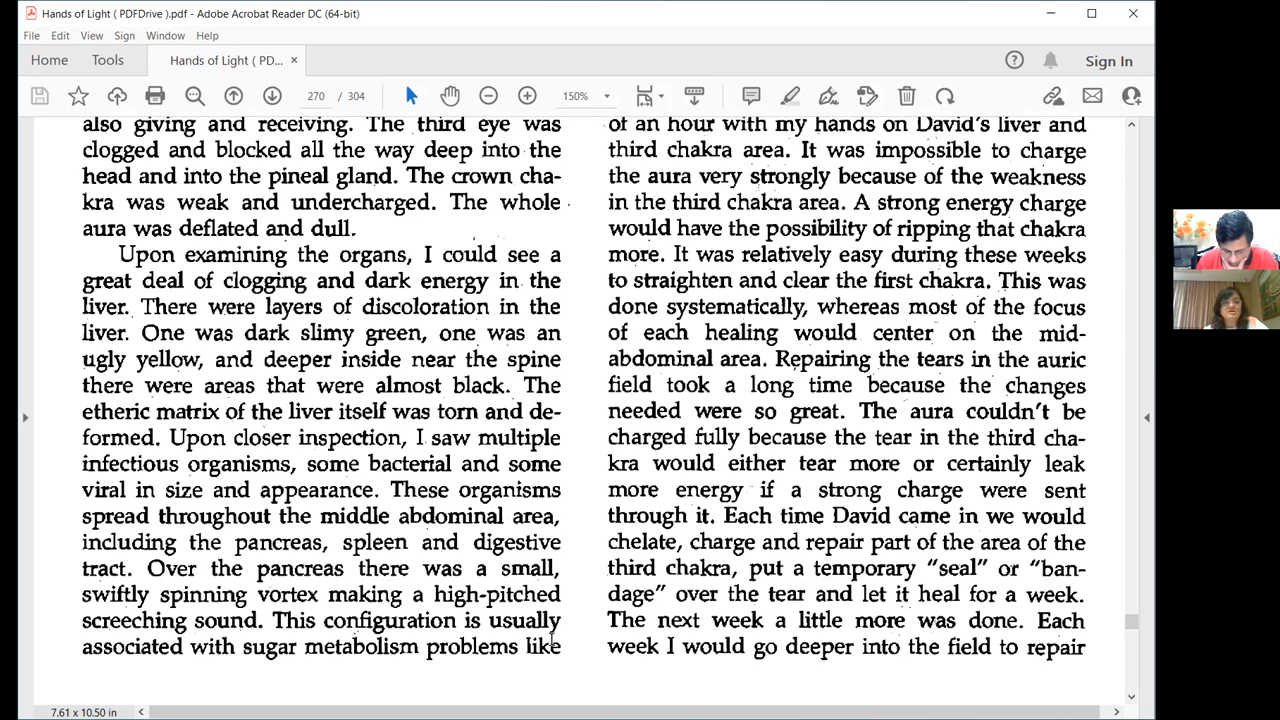 Hands of Light ( PDFDrive ).pdf - Adobe Acrobat Reader DC (64-bit)
File Edit View Sign Window Help
Home Tools Hands of Light ( PD... × Sign In
270 / 304 150%
also giving and receiving. The third eye was
clogged and blocked all the way deep into the
head and into the pineal gland. The crown cha-
kra was weak and undercharged. The whole
aura was deflated and dull.
Upon examining the organs, I could see a
great deal of clogging and dark energy in the
liver. There were layers of discoloration in the
liver. One was dark slimy green, one was an
ugly yellow, and deeper inside near the spine
there were areas that were almost black. The
etheric matrix of the liver itself was torn and de-
formed. Upon closer inspection, I saw multiple
infectious organisms, some bacterial and some
viral in size and appearance. These organisms
spread throughout the middle abdominal area,
including the pancreas, spleen and digestive
tract. Over the pancreas there was a small,
swiftly spinning vortex making a high-pitched
screeching sound. This configuration is usually
associated with sugar metabolism problems like
of an hour with my hands on David's liver and
third chakra area. It was impossible to charge
the aura very strongly because of the weakness
in the third chakra area. A strong energy charge
would have the possibility of ripping that chakra
more. It was relatively easy during these weeks
to straighten and clear the first chakra. This was
done systematically, whereas most of the focus
of each healing would center on the mid-
abdominal area. Repairing the tears in the auric
field took a long time because the changes
needed were so great. The aura couldn't be
charged fully because the tear in the third cha-
kra would either tear more or certainly leak
more energy if a strong charge were sent
through it. Each time David came in we would
chelate, charge and repair part of the area of the
third chakra, put a temporary "seal" or "ban-
dage" over the tear and let it heal for a week.
The next week a little more was done. Each
week I would go deeper into the field to repair
7.61 x 10.50 in